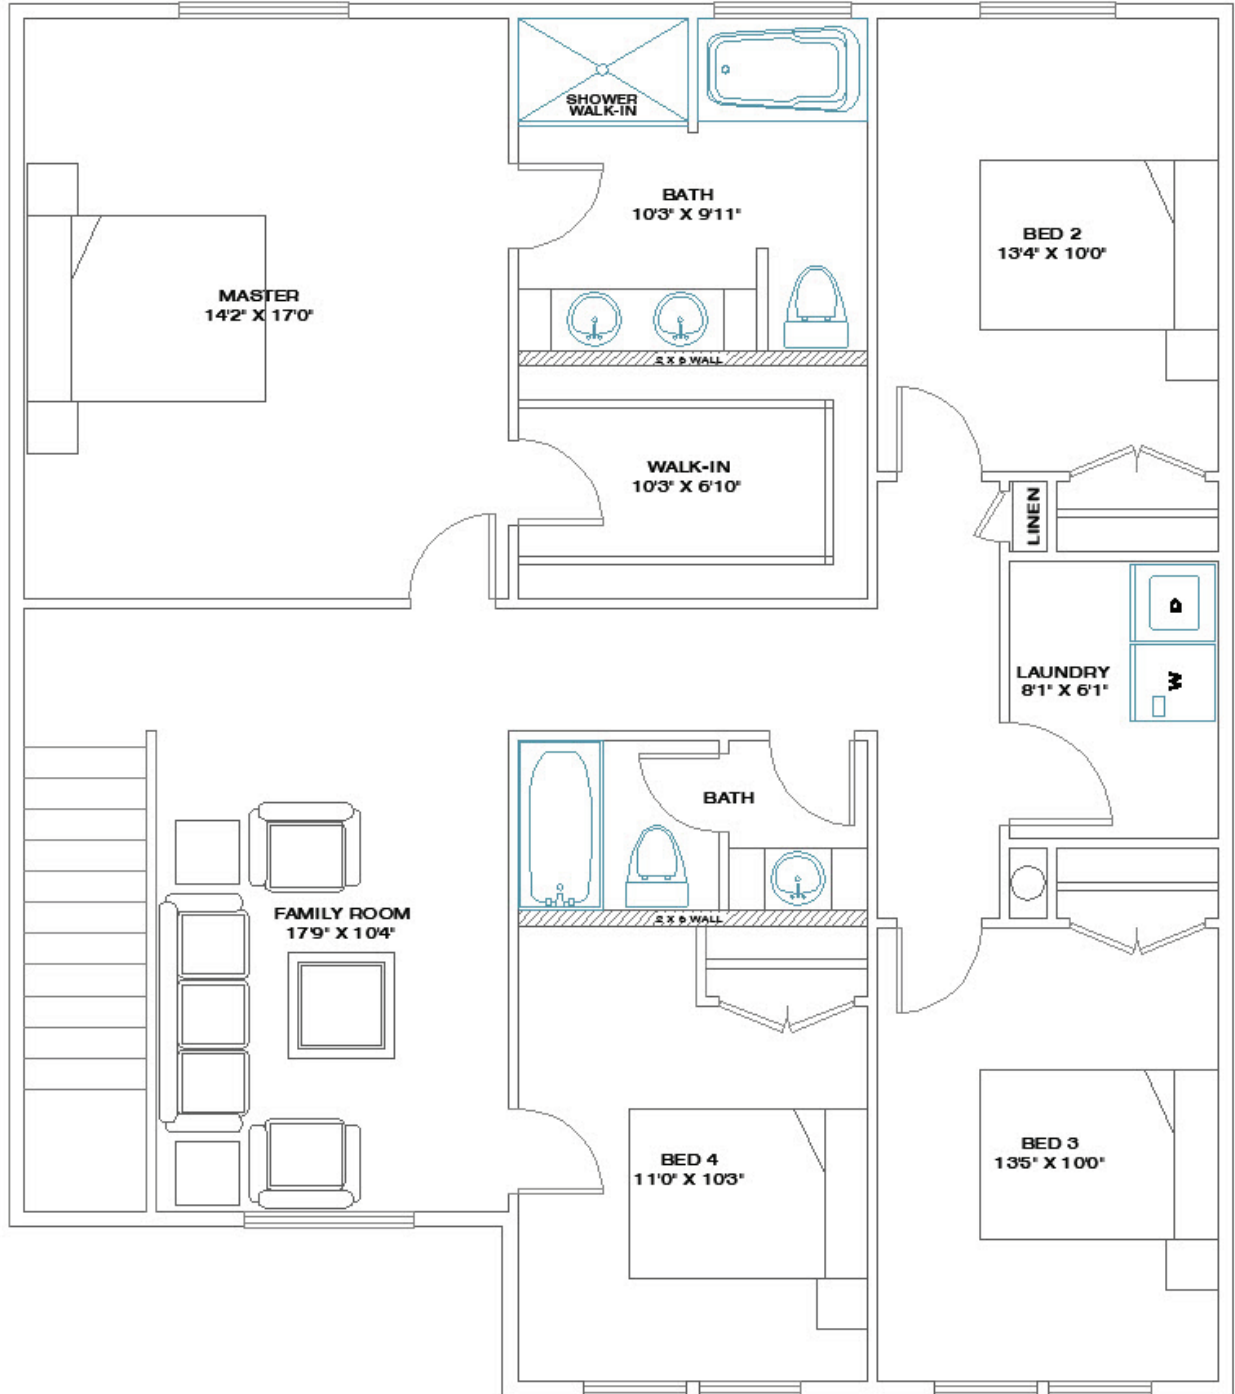 SHOWER
WALK-IN
BATH
10'3" X 9'11"
BED 2
13'4" X 10'0"
MASTER
14'2" X 17'0"
2 X 6 WALL
WALK-IN
10'3" X 6'10"
LINEN
D
LAUNDRY
8'1" X 6'1"
W
BATH
FAMILY ROOM
17'9" X 10'4"
2 X 6 WALL
BED 4
11'0" X 10'3"
BED 3
13'5" X 10'0"